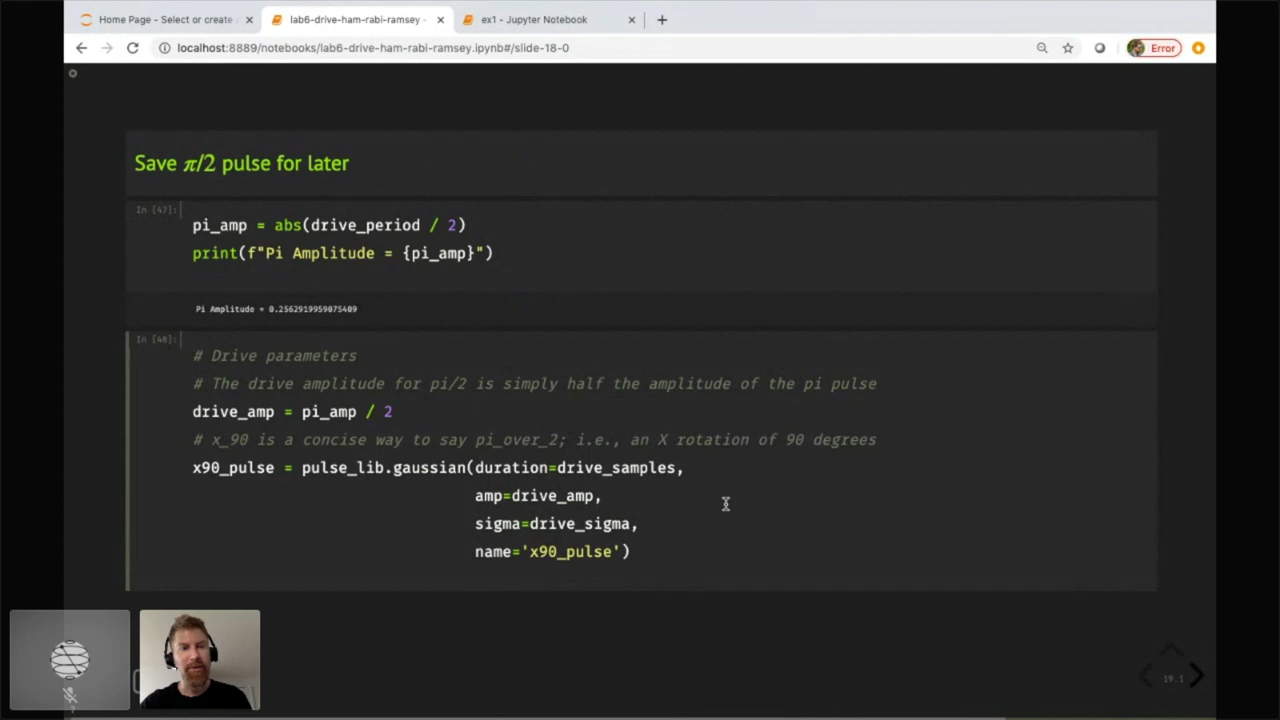 Home Page - Select or create
lab6-drive-ham-rabi-ramsey -
ex1 - Jupyter Notebook
localhost:8889/notebooks/lab6-drive-ham-rabi-ramsey.ipynb#/slide-18-0
Error
Save π/2 pulse for later
In [47]:
pi_amp = abs(drive_period / 2)
print(f"Pi Amplitude = {pi_amp}")
Pi Amplitude = 0.2562919959075409
In [48]:
# Drive parameters
# The drive amplitude for pi/2 is simply half the amplitude of the pi pulse
drive_amp = pi_amp / 2
# x_90 is a concise way to say pi_over_2; i.e., an X rotation of 90 degrees
x90_pulse = pulse_lib.gaussian(duration=drive_samples,
amp=drive_amp,
sigma=drive_sigma,
name='x90_pulse')
19.1